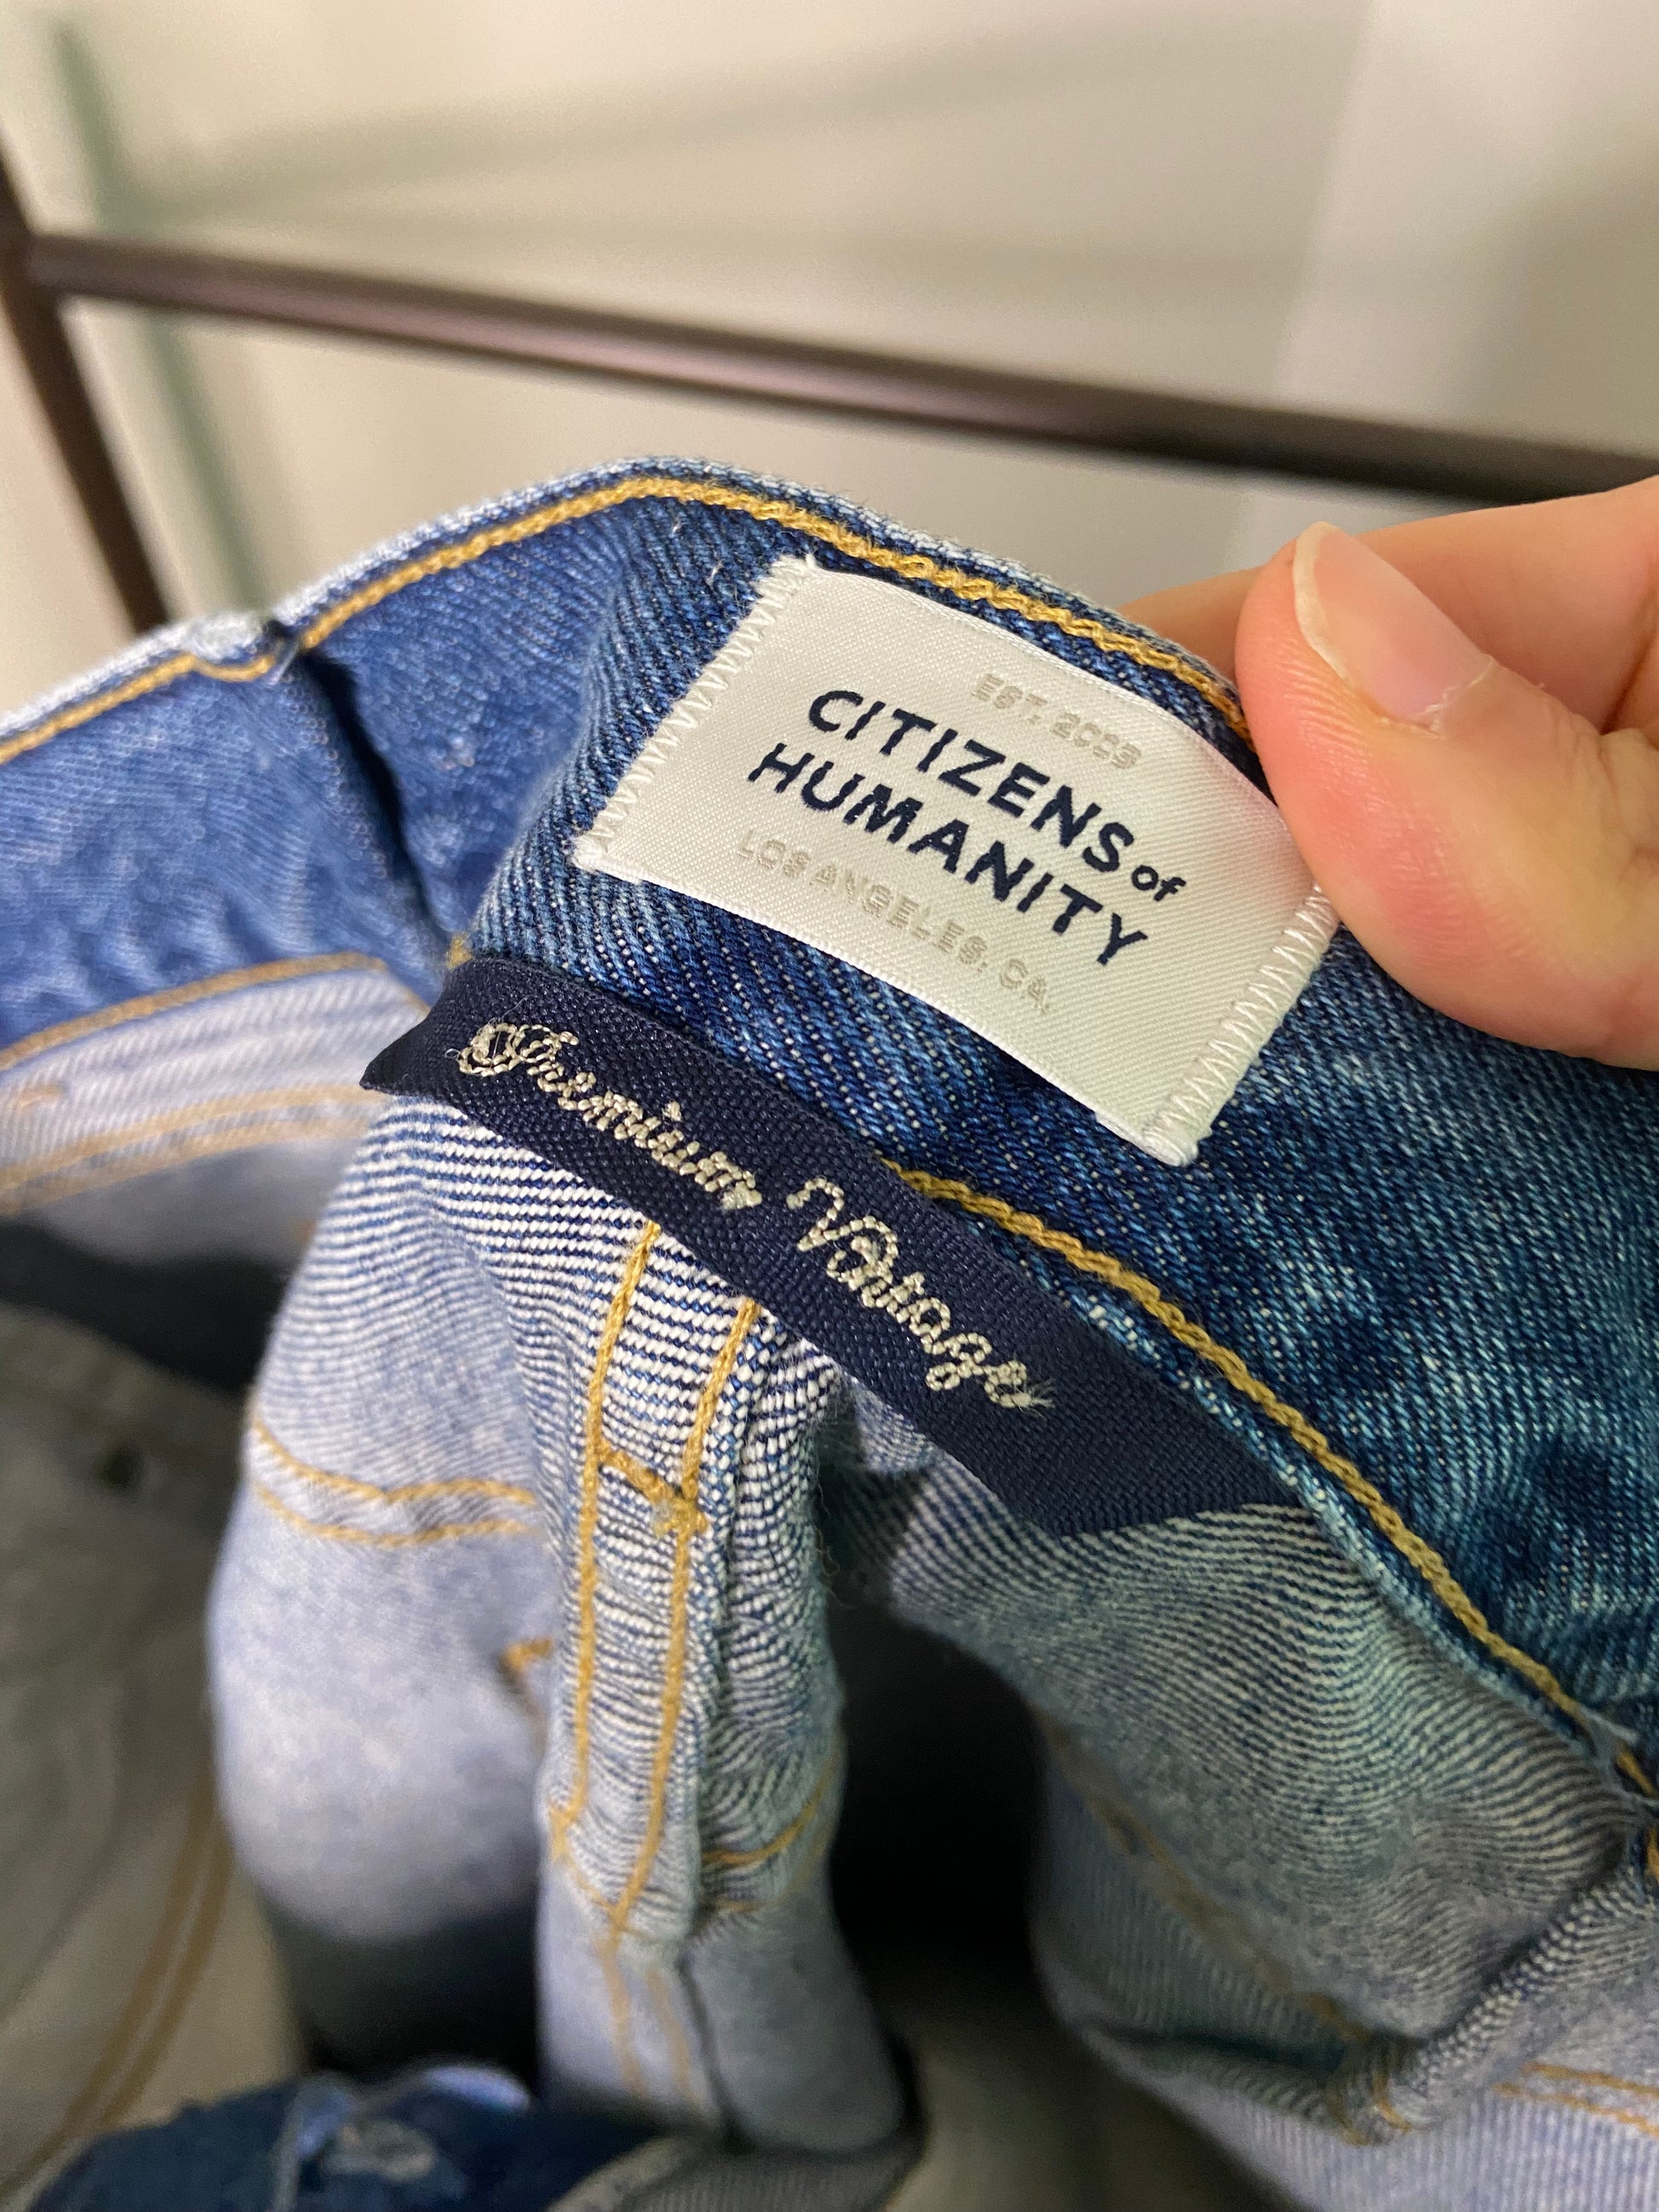 EST. 2003
CITIZENS of
HUMANITY
LOS ANGELES, CA.
Premium Vintage